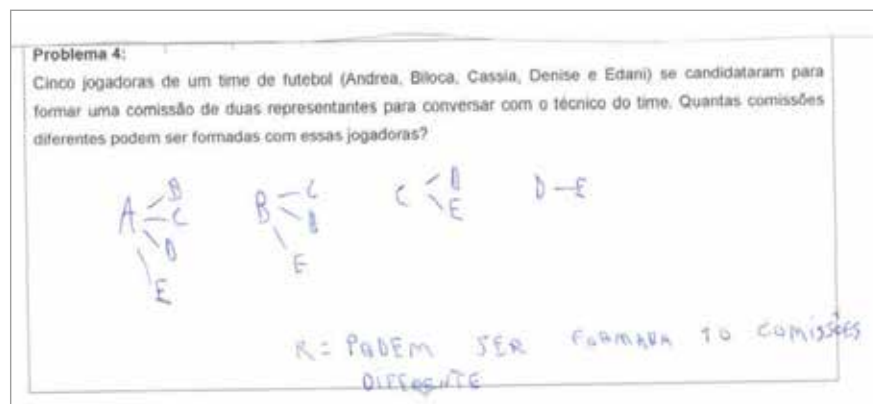 Problema 4:
Cinco jogadoras de um time de futebol (Andrea, Biloca, Cassia, Denise e Edani) se candidataram para
formar uma comissão de duas representantes para conversar com o técnico do time. Quantas comissões
diferentes podem ser formadas com essas jogadoras?
A B C D E
B C D E
C D E
D-E
R = PODEM SER FORMADA 10 COMISSÕES
DIFERENTE